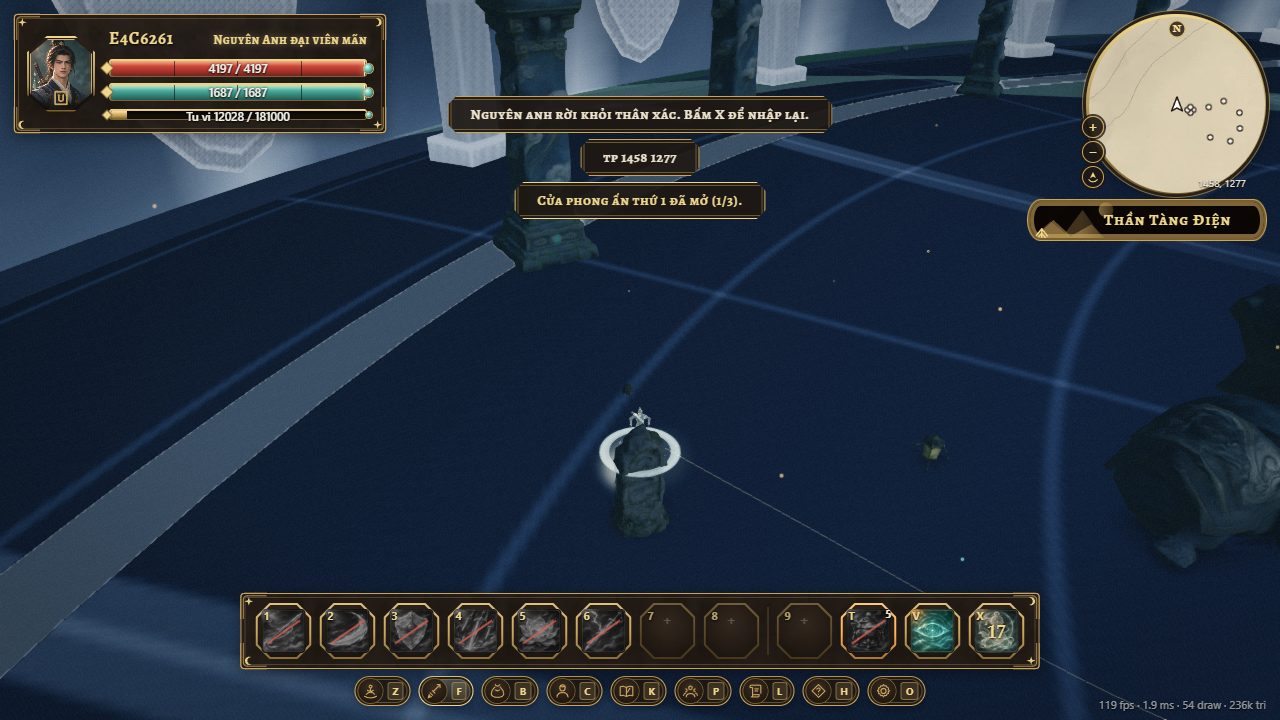 E4C6261
Nguyên Anh đại viên mãn
4197 / 4197
1687 / 1687
Tu vi 12028 / 181000
U
Nguyên anh rời khỏi thân xác. Bấm X để nhập lại.
TP 1458 1277
Cửa phong ấn thứ 1 đã mở (1/3).
N
+
−
1458, 1277
Thần Tàng Điện
1 2 3 4 5 6 7 8 9 T 5 V X 17
Z F B C K P L H O
119 fps · 1.9 ms · 54 draw · 236k tri